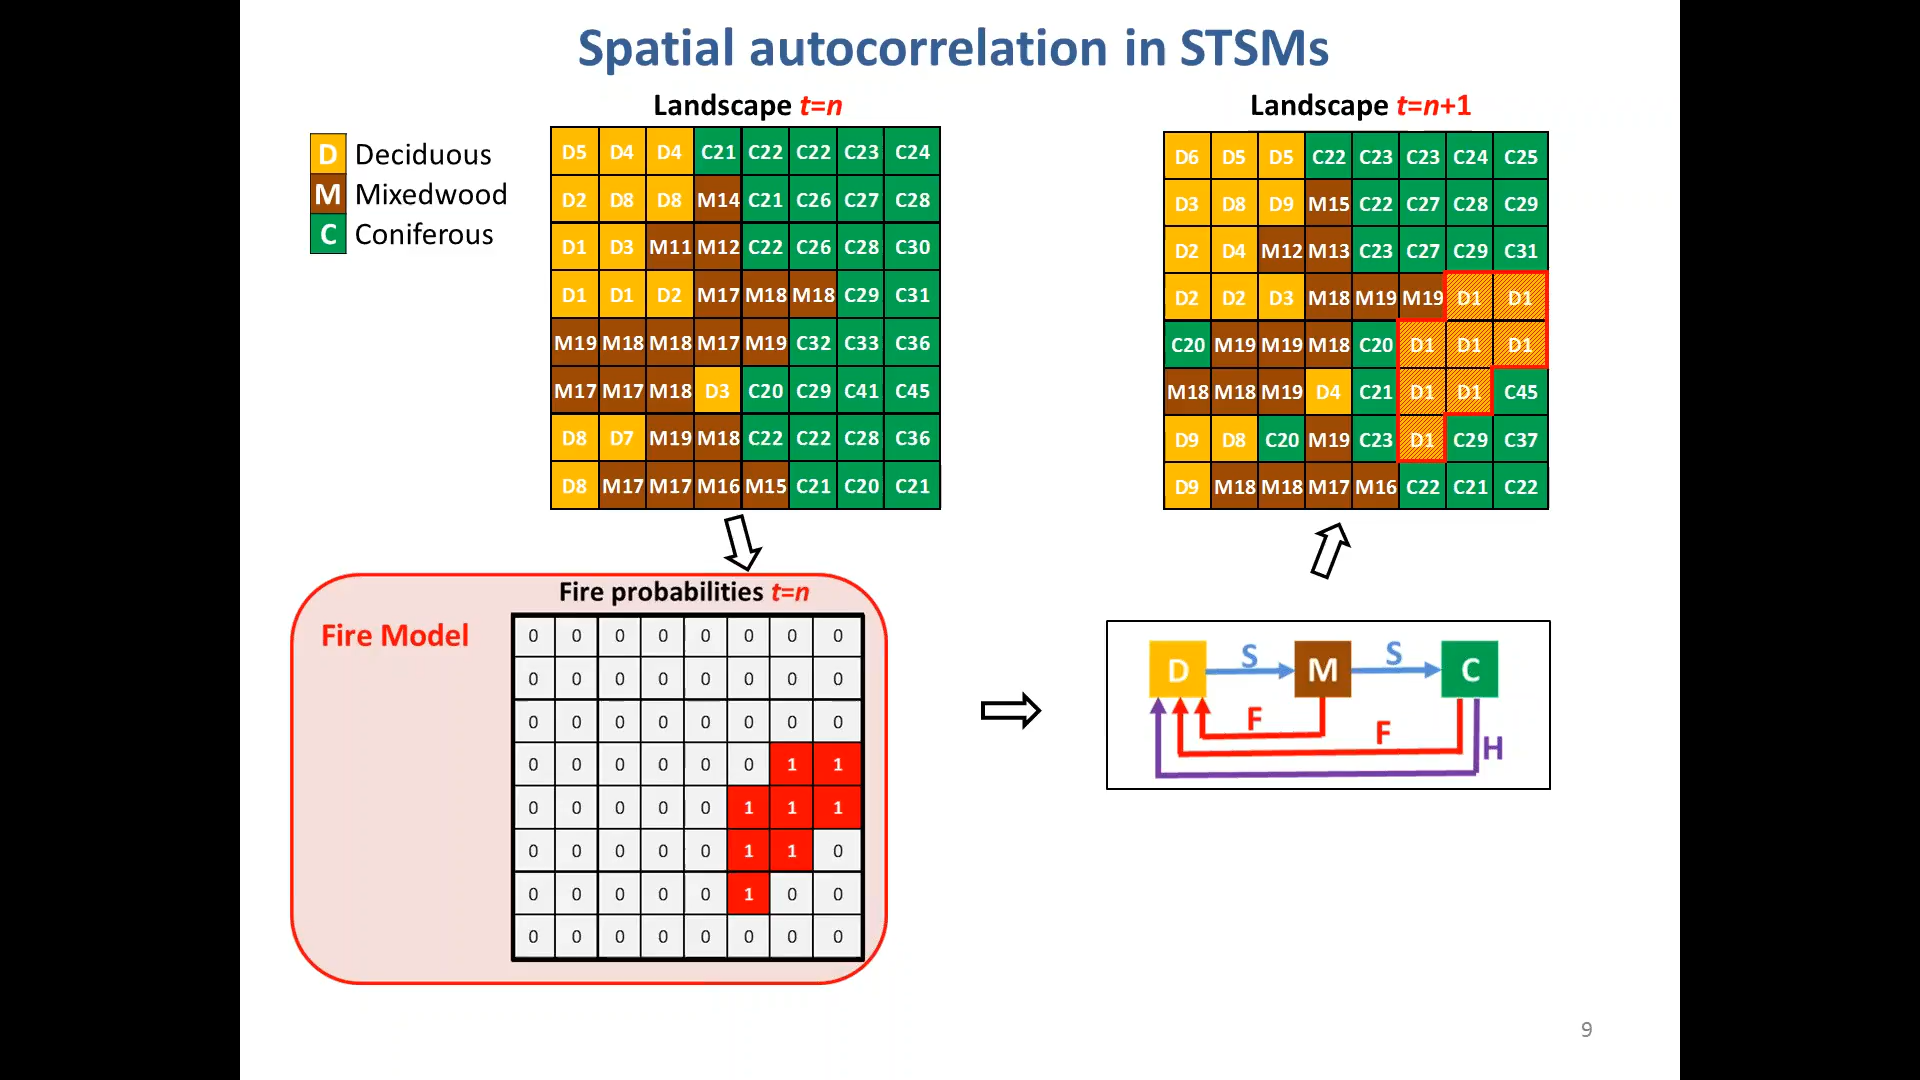 Spatial autocorrelation in STSMs
Landscape t=n
D Deciduous
M Mixedwood
C Coniferous
D5 D4 D4 C21 C22 C22 C23 C24
D2 D8 D8 M14 C21 C26 C27 C28
D1 D3 M11 M12 C22 C26 C28 C30
D1 D1 D2 M17 M18 M18 C29 C31
M19 M18 M18 M17 M19 C32 C33 C36
M17 M17 M18 D3 C20 C29 C41 C45
D8 D7 M19 M18 C22 C22 C28 C36
D8 M17 M17 M16 M15 C21 C20 C21
Landscape t=n+1
D6 D5 D5 C22 C23 C23 C24 C25
D3 D8 D9 M15 C22 C27 C28 C29
D2 D4 M12 M13 C23 C27 C29 C31
D2 D2 D3 M18 M19 M19 D1 D1
C20 M19 M19 M18 C20 D1 D1 D1
M18 M18 M19 D4 C21 D1 D1 C45
D9 D8 C20 M19 C23 D1 C29 C37
D9 M18 M18 M17 M16 C22 C21 C22
Fire probabilities t=n
Fire Model
0 0 0 0 0 0 0 0
0 0 0 0 0 0 0 0
0 0 0 0 0 0 0 0
0 0 0 0 0 0 1 1
0 0 0 0 0 1 1 1
0 0 0 0 0 1 1 0
0 0 0 0 0 1 0 0
0 0 0 0 0 0 0 0
D S M S C
F F H
9